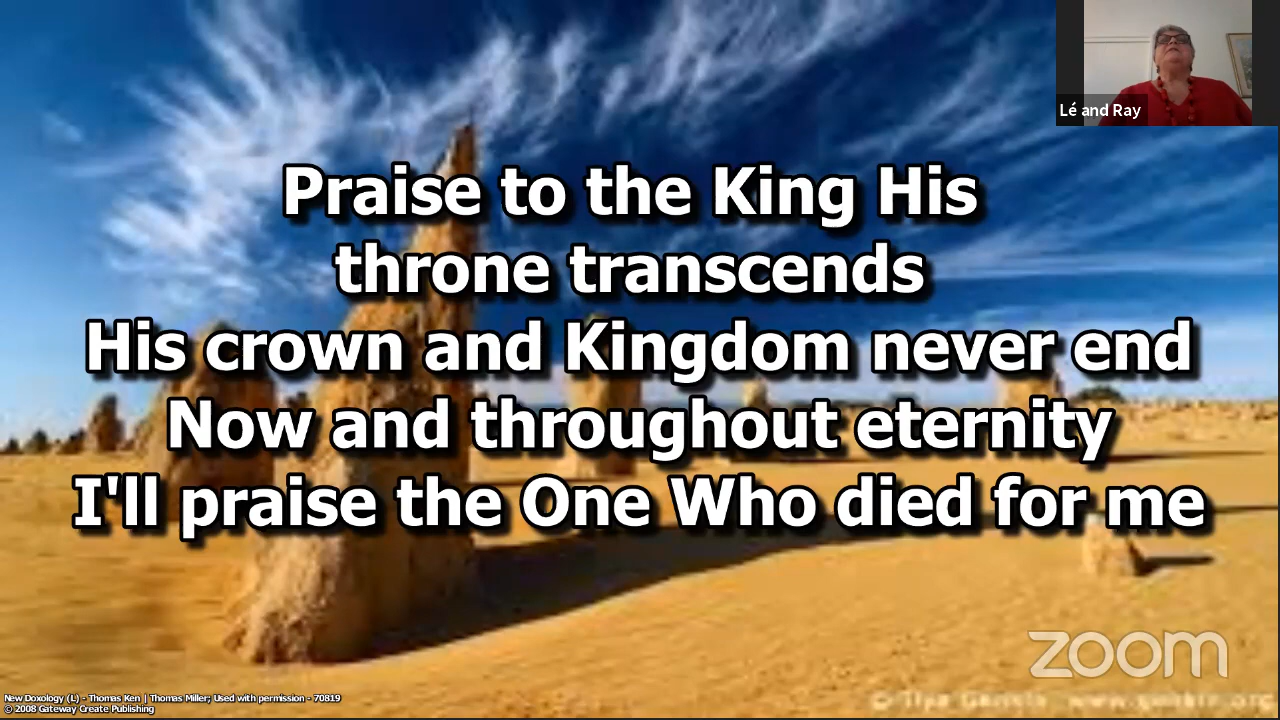 Lé and Ray
Praise to the King His
throne transcends
His crown and Kingdom never end
Now and throughout eternity
I'll praise the One Who died for me
zoom
New Doxology (L) - Thomas Ken | Thomas Miller; Used with permission - 70819
© 2008 Gateway Create Publishing